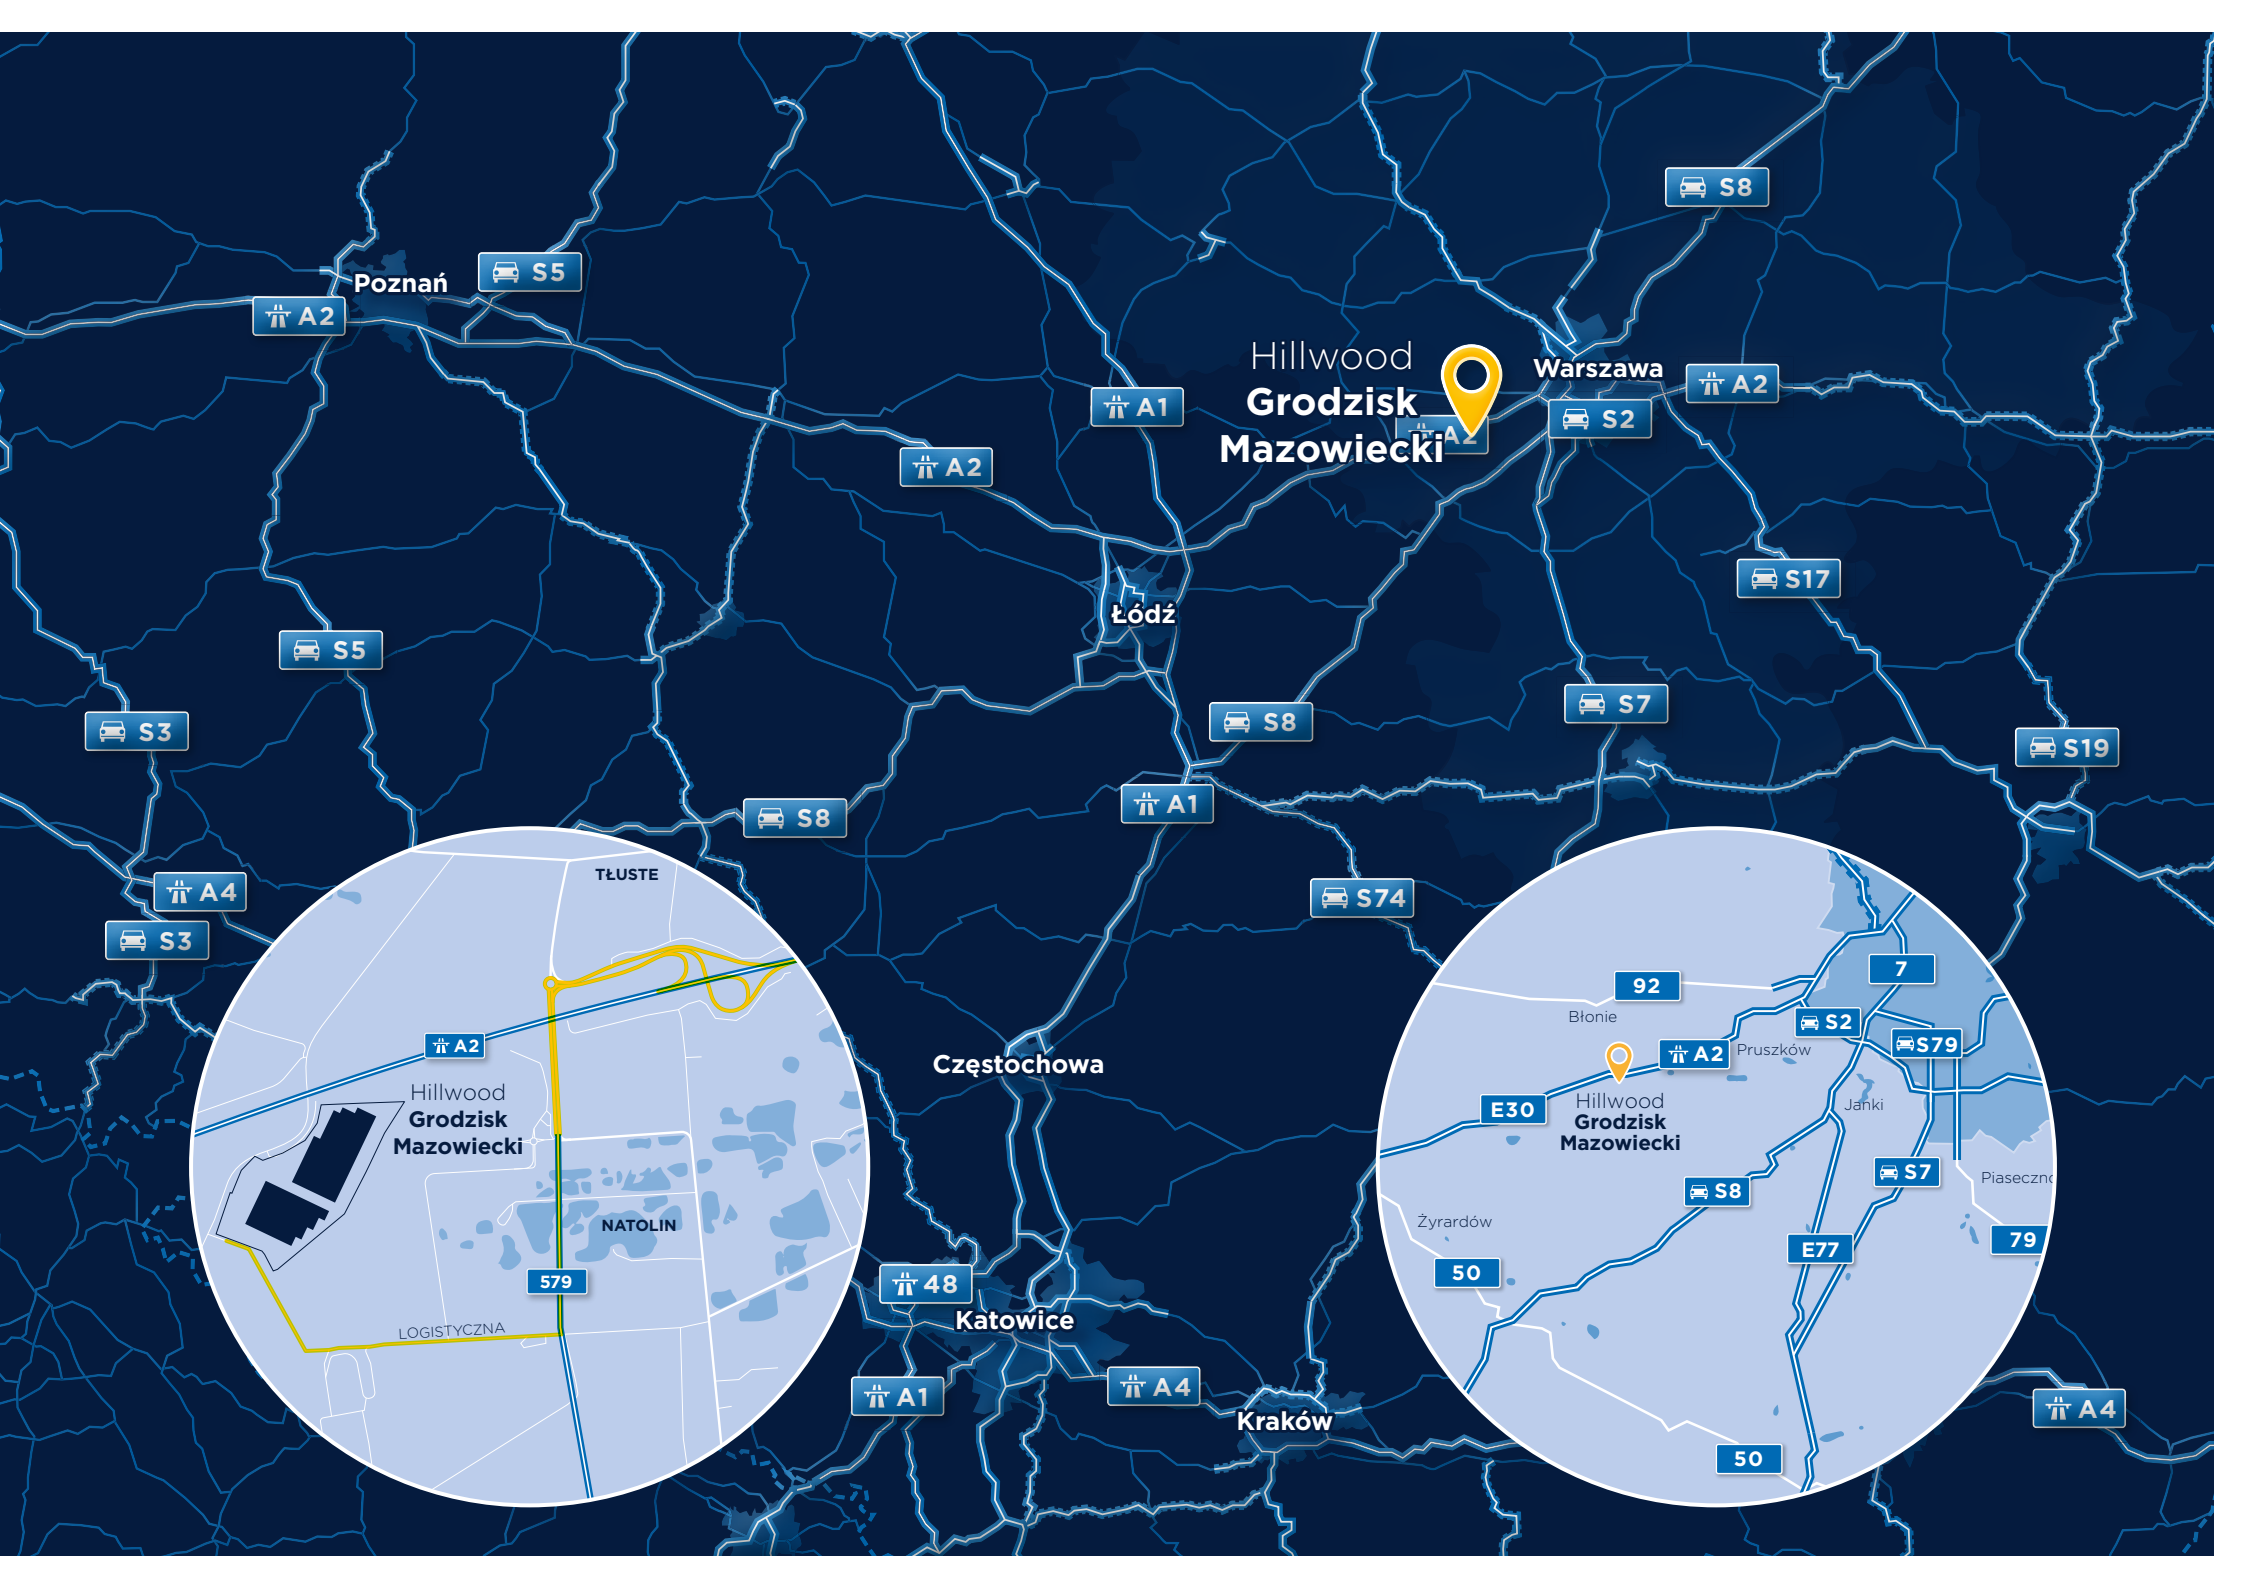 S8
Poznań
S5
A2
Hillwood
Grodzisk
Mazowiecki
A2
Warszawa
A2
S2
A1
A2
S17
Łódź
S5
S3
S8
S7
S19
S8
A1
A4
S3
S74
Częstochowa
48
Katowice
A1
A4
Kraków
A4
TŁUSTE
A2
Hillwood
Grodzisk
Mazowiecki
NATOLIN
579
LOGISTYCZNA
7
92
Błonie
S2
S79
A2
Pruszków
E30
Hillwood
Grodzisk
Mazowiecki
Janki
S7
Piaseczno
S8
Żyrardów
79
E77
50
50